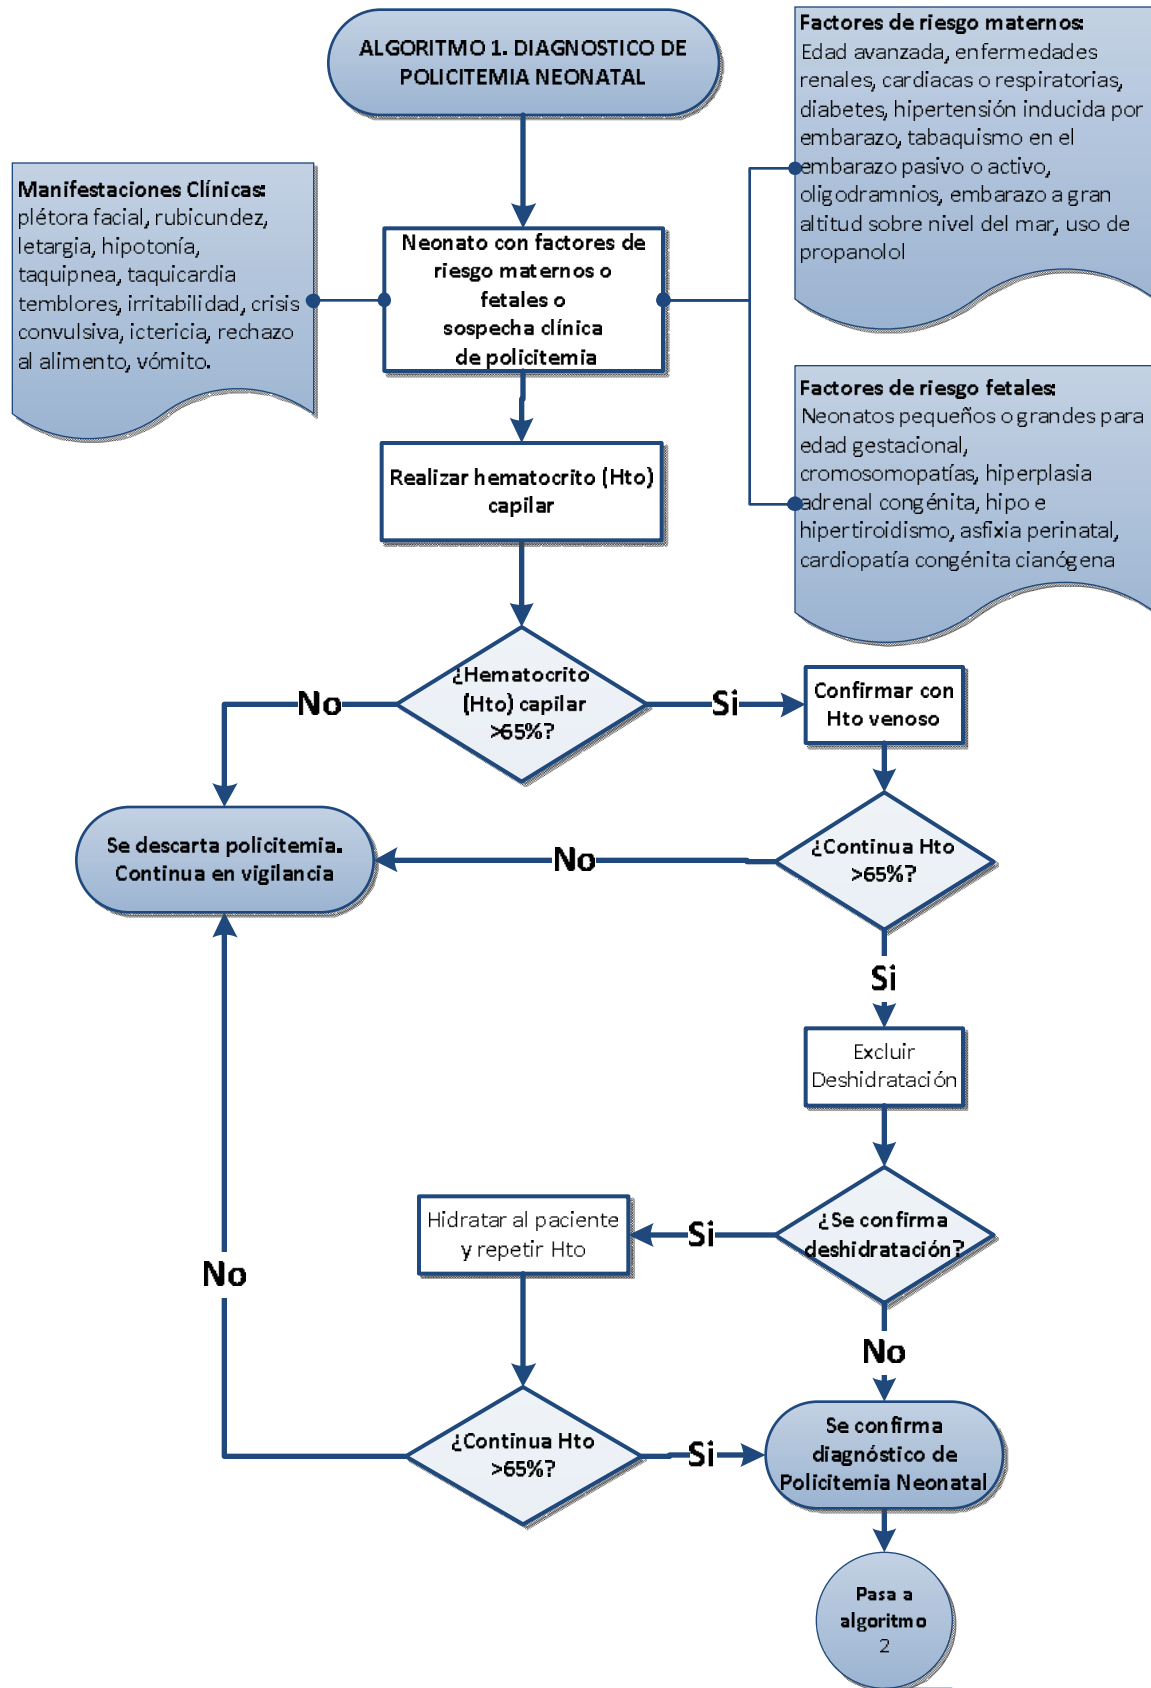 ALGORITMO 1. DIAGNOSTICO DE
POLICITEMIA NEONATAL
Factores de riesgo maternos:
Edad avanzada, enfermedades
renales, cardiacas o respiratorias,
diabetes, hipertensión inducida por
embarazo, tabaquismo en el
embarazo pasivo o activo,
oligodramnios, embarazo a gran
altitud sobre nivel del mar, uso de
propanolol
Manifestaciones Clínicas:
plétora facial, rubicundez,
letargia, hipotonía,
taquipnea, taquicardia
temblores, irritabilidad, crisis
convulsiva, ictericia, rechazo
al alimento, vómito.
Neonato con factores de
riesgo maternos o
fetales o
sospecha clínica
de policitemia
Factores de riesgo fetales:
Neonatos pequeños o grandes para
edad gestacional,
cromosomopatías, hiperplasia
adrenal congénita, hipo e
hipertiroidismo, asfixia perinatal,
cardiopatía congénita cianógena
Realizar hematocrito (Hto)
capilar
¿Hematocrito
(Hto) capilar
>65%?
No
Si
Confirmar con
Hto venoso
Se descarta policitemia.
Continua en vigilancia
No
¿Continua Hto
>65%?
Si
Excluir
Deshidratación
Hidratar al paciente
y repetir Hto
Si
¿Se confirma
deshidratación?
No
No
¿Continua Hto
>65%?
Si
Se confirma
diagnóstico de
Policitemia Neonatal
Pasa a
algoritmo
2